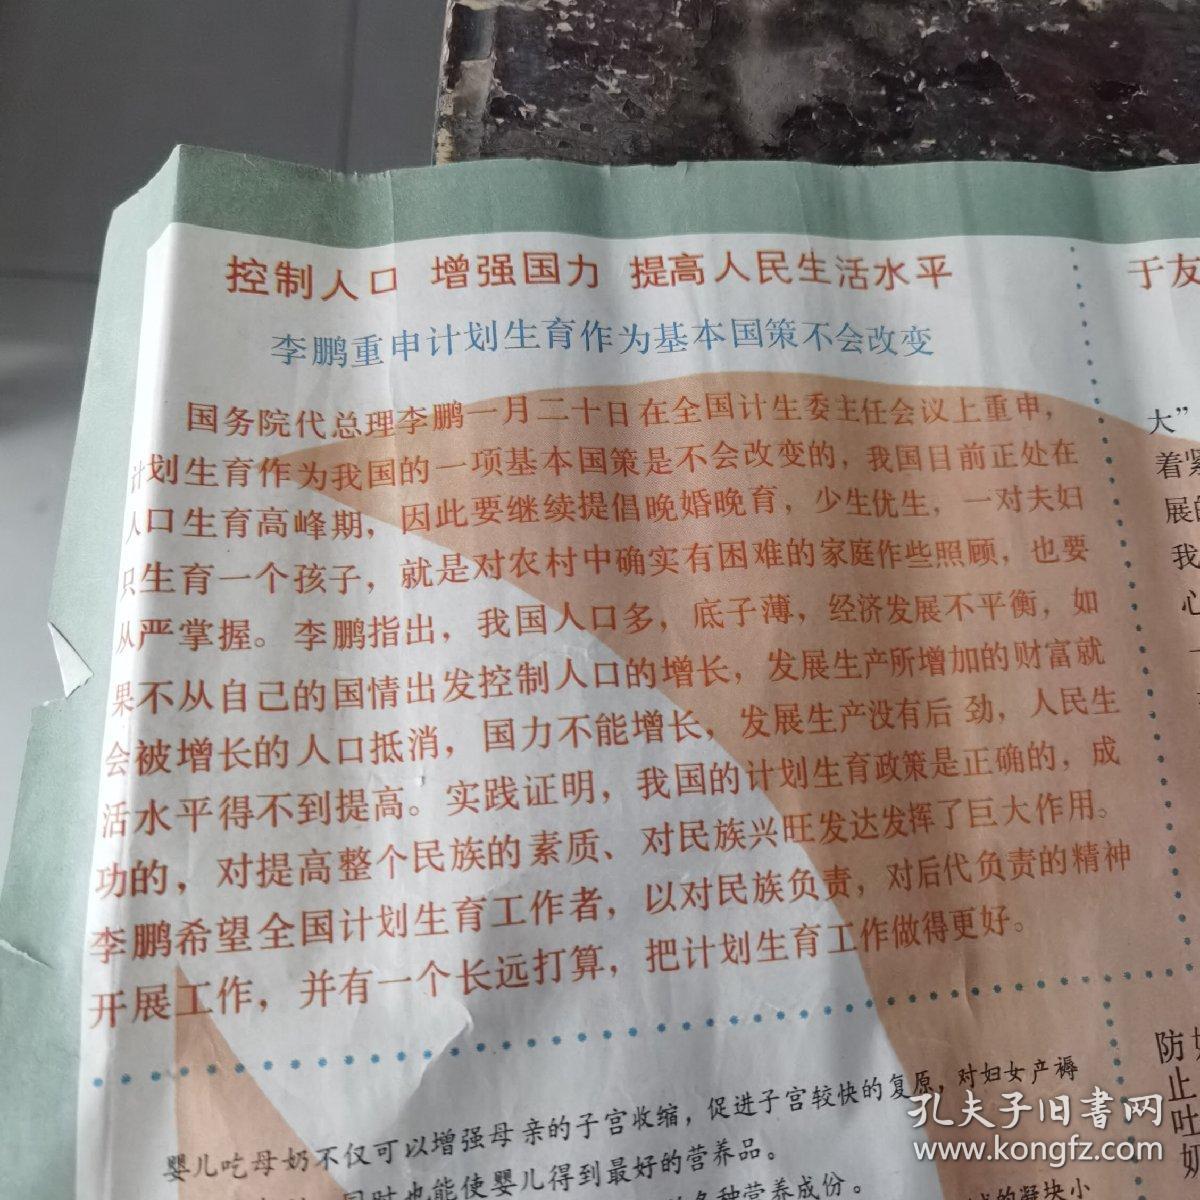 控制人口 增强国力 提高人民生活水平
李鹏重申计划生育作为基本国策不会改变
国务院代总理李鹏一月二十日在全国计生委主任会议上重申，
计划生育作为我国的一项基本国策是不会改变的，我国目前正处在
人口生育高峰期，因此要继续提倡晚婚晚育，少生优生，一对夫妇
只生育一个孩子，就是对农村中确实有困难的家庭作些照顾，也要
从严掌握。李鹏指出，我国人口多，底子薄，经济发展不平衡，如
果不从自己的国情出发控制人口的增长，发展生产所增加的财富就
会被增长的人口抵消，国力不能增长，发展生产没有后劲，人民生
活水平得不到提高。实践证明，我国的计划生育政策是正确的，成
功的，对提高整个民族的素质、对民族兴旺发达发挥了巨大作用。
李鹏希望全国计划生育工作者，以对民族负责，对后代负责的精神
开展工作，并有一个长远打算，把计划生育工作做得更好。
婴儿吃母奶不仅可以增强母亲的子宫收缩，促进子宫较快的复原，对妇女产褥
同时也能使婴儿得到最好的营养品。
各种营养成份。
的凝块小
于友
大”
着紧
展
我
心
防
止
吐
奶
孔夫子旧书网
www.kongfz.com